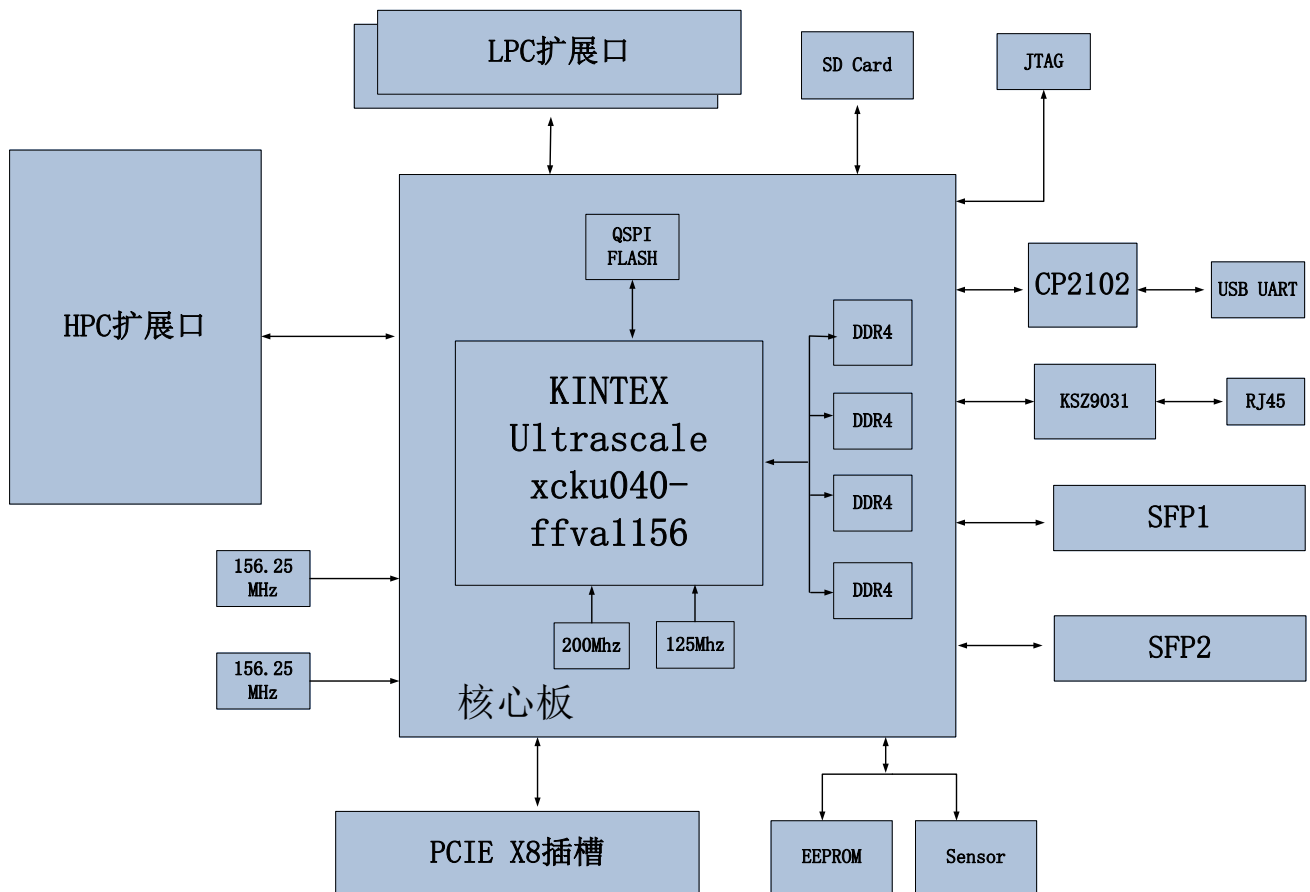 LPC扩展口
SD Card
JTAG
HPC扩展口
QSPI
FLASH
CP2102
USB UART
DDR4
KINTEX
Ultrascale
xcku040-
ffva1156
DDR4
KSZ9031
RJ45
DDR4
SFP1
156.25
MHz
DDR4
200Mhz
125Mhz
SFP2
156.25
MHz
核心板
PCIE X8插槽
EEPROM
Sensor